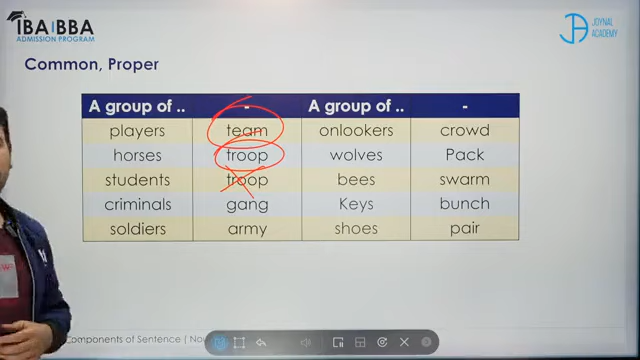 IBA|BBA
ADMISSION PROGRAM
JOYNAL
ACADEMY
Common, Proper
A group of .. - A group of .. -
players team onlookers crowd
horses troop wolves Pack
students troop bees swarm
criminals gang Keys bunch
soldiers army shoes pair
Components of Sentence | Nou